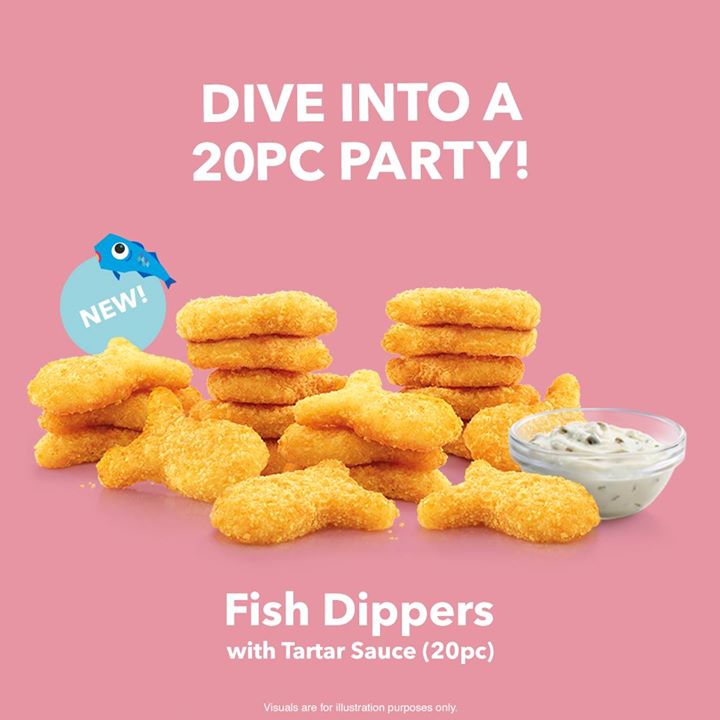 DIVE INTO A
20PC PARTY!
NEW!
Fish Dippers
with Tartar Sauce (20pc)
Visuals are for illustration purposes only.